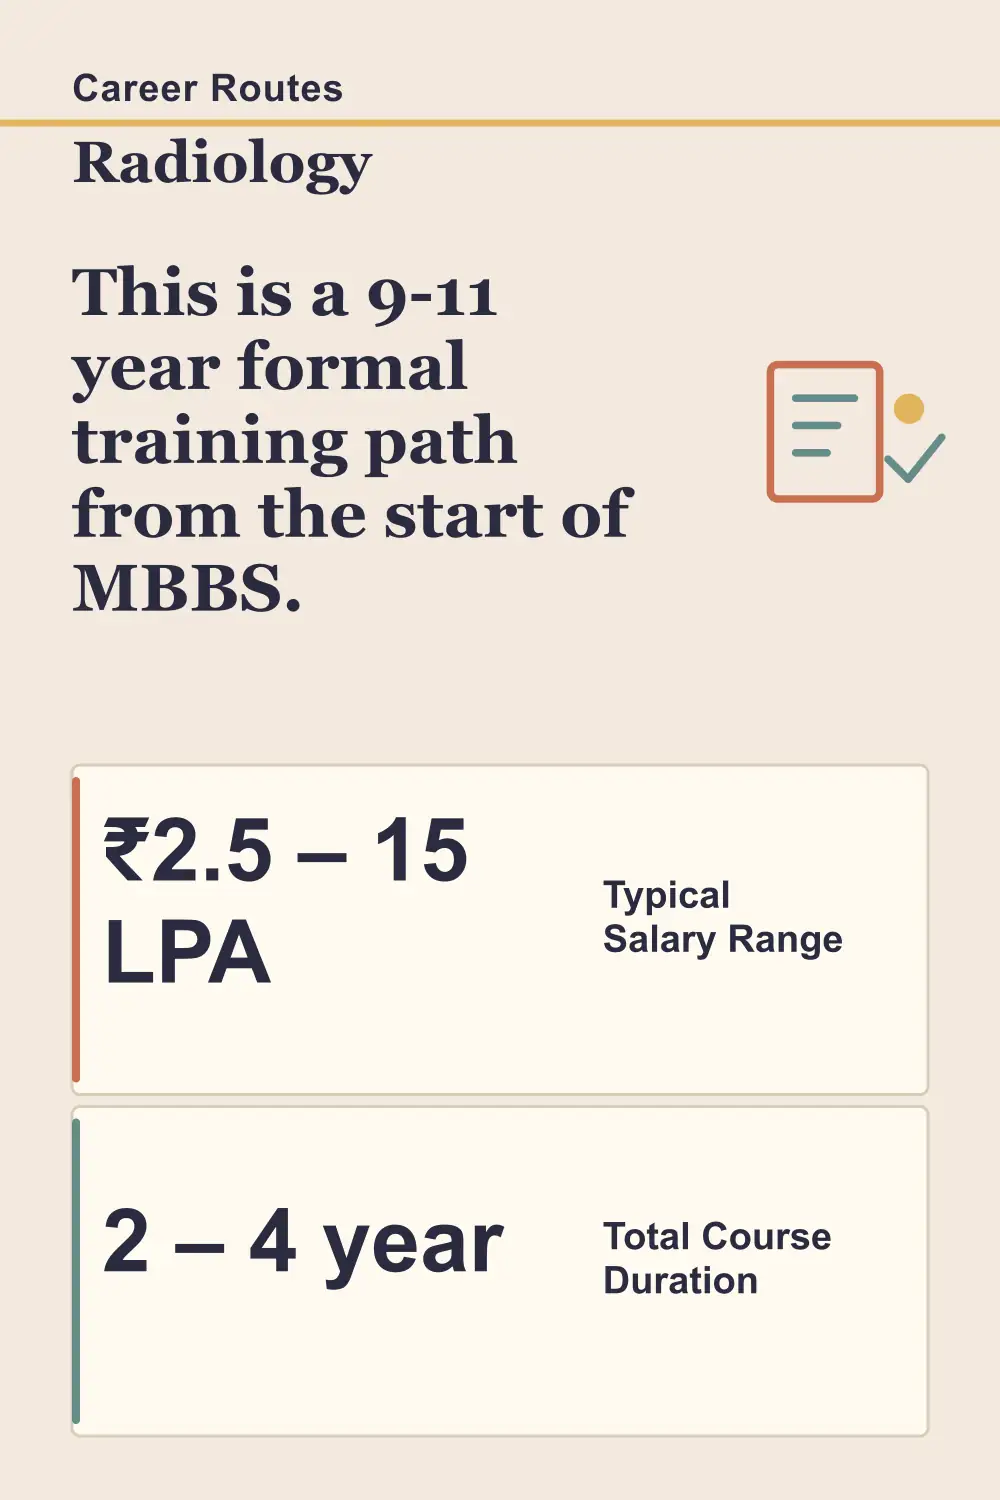 Career Routes
Radiology
This is a 9-11
year formal
training path
from the start of
MBBS.
₹2.5 – 15
LPA
Typical
Salary Range
2 – 4 year
Total Course
Duration